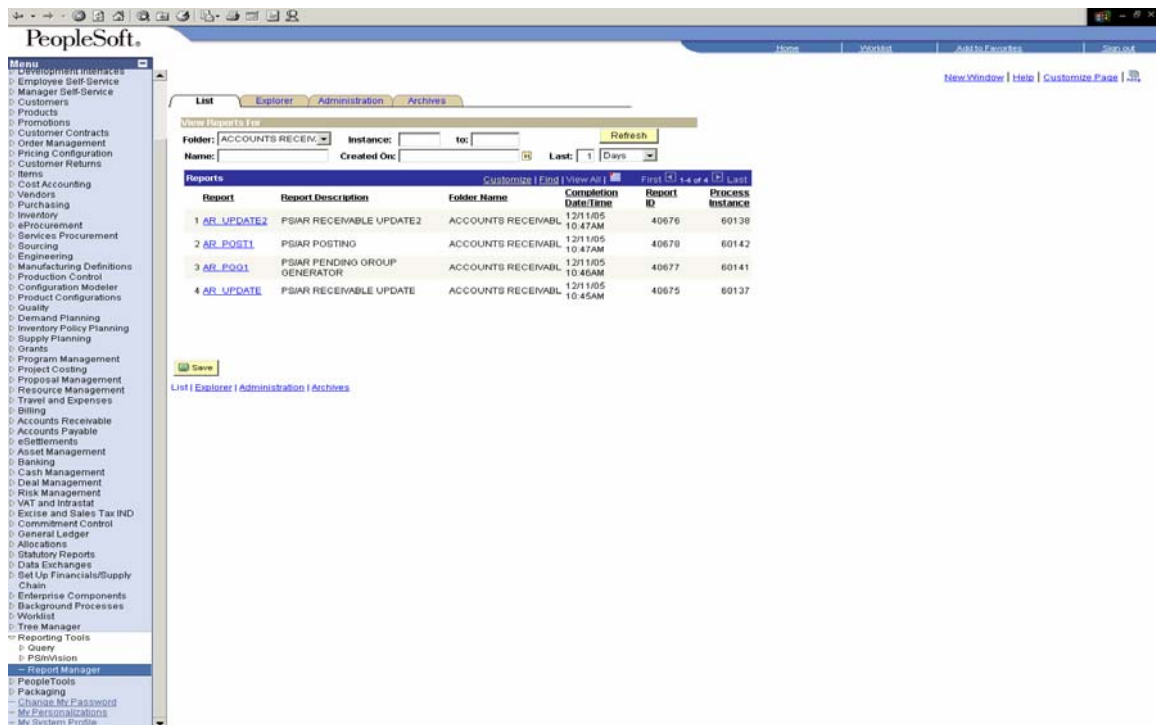 PeopleSoft.
Home Worklist Add to Favorites Sign out
Menu
New Window | Help | Customize Page |
Development Interfaces
Employee Self-Service
Manager Self-Service
Customers
Products
Promotions
Customer Contracts
Order Management
Pricing Configuration
Customer Returns
Items
Cost Accounting
Vendors
Purchasing
Inventory
eProcurement
Services Procurement
Sourcing
Engineering
Manufacturing Definitions
Production Control
Configuration Modeler
Product Configurations
Quality
Demand Planning
Inventory Policy Planning
Supply Planning
Grants
Program Management
Project Costing
Proposal Management
Resource Management
Travel and Expenses
Billing
Accounts Receivable
Accounts Payable
eSettlements
Asset Management
Banking
Cash Management
Deal Management
Risk Management
VAT and Intrastat
Excise and Sales Tax IND
Commitment Control
General Ledger
Allocations
Statutory Reports
Data Exchanges
Set Up Financials/Supply
Chain
Enterprise Components
Background Processes
Worklist
Tree Manager
Reporting Tools
Query
PS/nVision
Report Manager
PeopleTools
Packaging
Change My Password
My Personalizations
My System Profile
List Explorer Administration Archives
View Reports For
Folder: ACCOUNTS RECEIV. Instance: to: Refresh
Name: Created On: Last: 1 Days
Reports Customize | Find | View All | First 1-4 of 4 Last
Report Report Description Folder Name Completion Date/Time Report ID Process Instance
1 AR_UPDATE2 PS/AR RECEIVABLE UPDATE2 ACCOUNTS RECEIVABL 12/11/05 10:47AM 40676 60138
2 AR_POST1 PS/AR POSTING ACCOUNTS RECEIVABL 12/11/05 10:47AM 40678 60142
3 AR_PGG1 PS/AR PENDING GROUP GENERATOR ACCOUNTS RECEIVABL 12/11/05 10:46AM 40677 60141
4 AR_UPDATE PS/AR RECEIVABLE UPDATE ACCOUNTS RECEIVABL 12/11/05 10:45AM 40675 60137
Save
List | Explorer | Administration | Archives